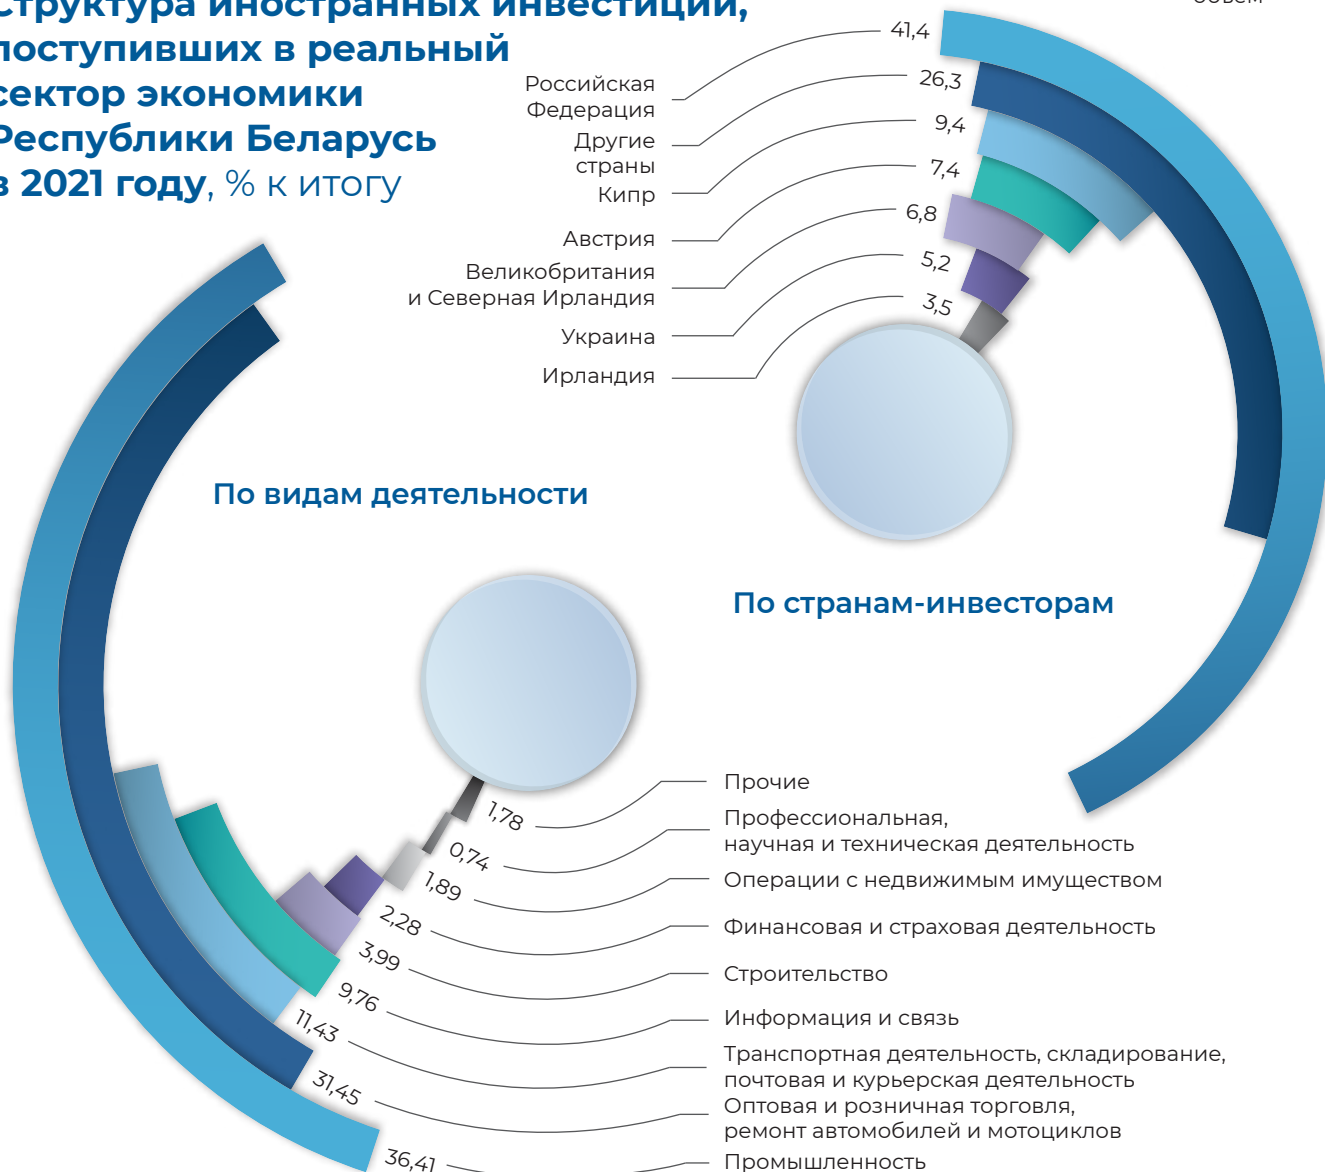 Структура иностранных инвестиций,
поступивших в реальный
сектор экономики
Республики Беларусь
в 2021 году, % к итогу
объем
Российская
Федерация
41,4
Другие
страны
26,3
Кипр
9,4
Австрия
7,4
Великобритания
и Северная Ирландия
6,8
Украина
5,2
Ирландия
3,5
По видам деятельности
По странам-инвесторам
1,78
Прочие
0,74
Профессиональная,
научная и техническая деятельность
1,89
Операции с недвижимым имуществом
2,28
Финансовая и страховая деятельность
3,99
Строительство
9,76
Информация и связь
11,43
Транспортная деятельность, складирование,
почтовая и курьерская деятельность
31,45
Оптовая и розничная торговля,
ремонт автомобилей и мотоциклов
36,41
Промышленность